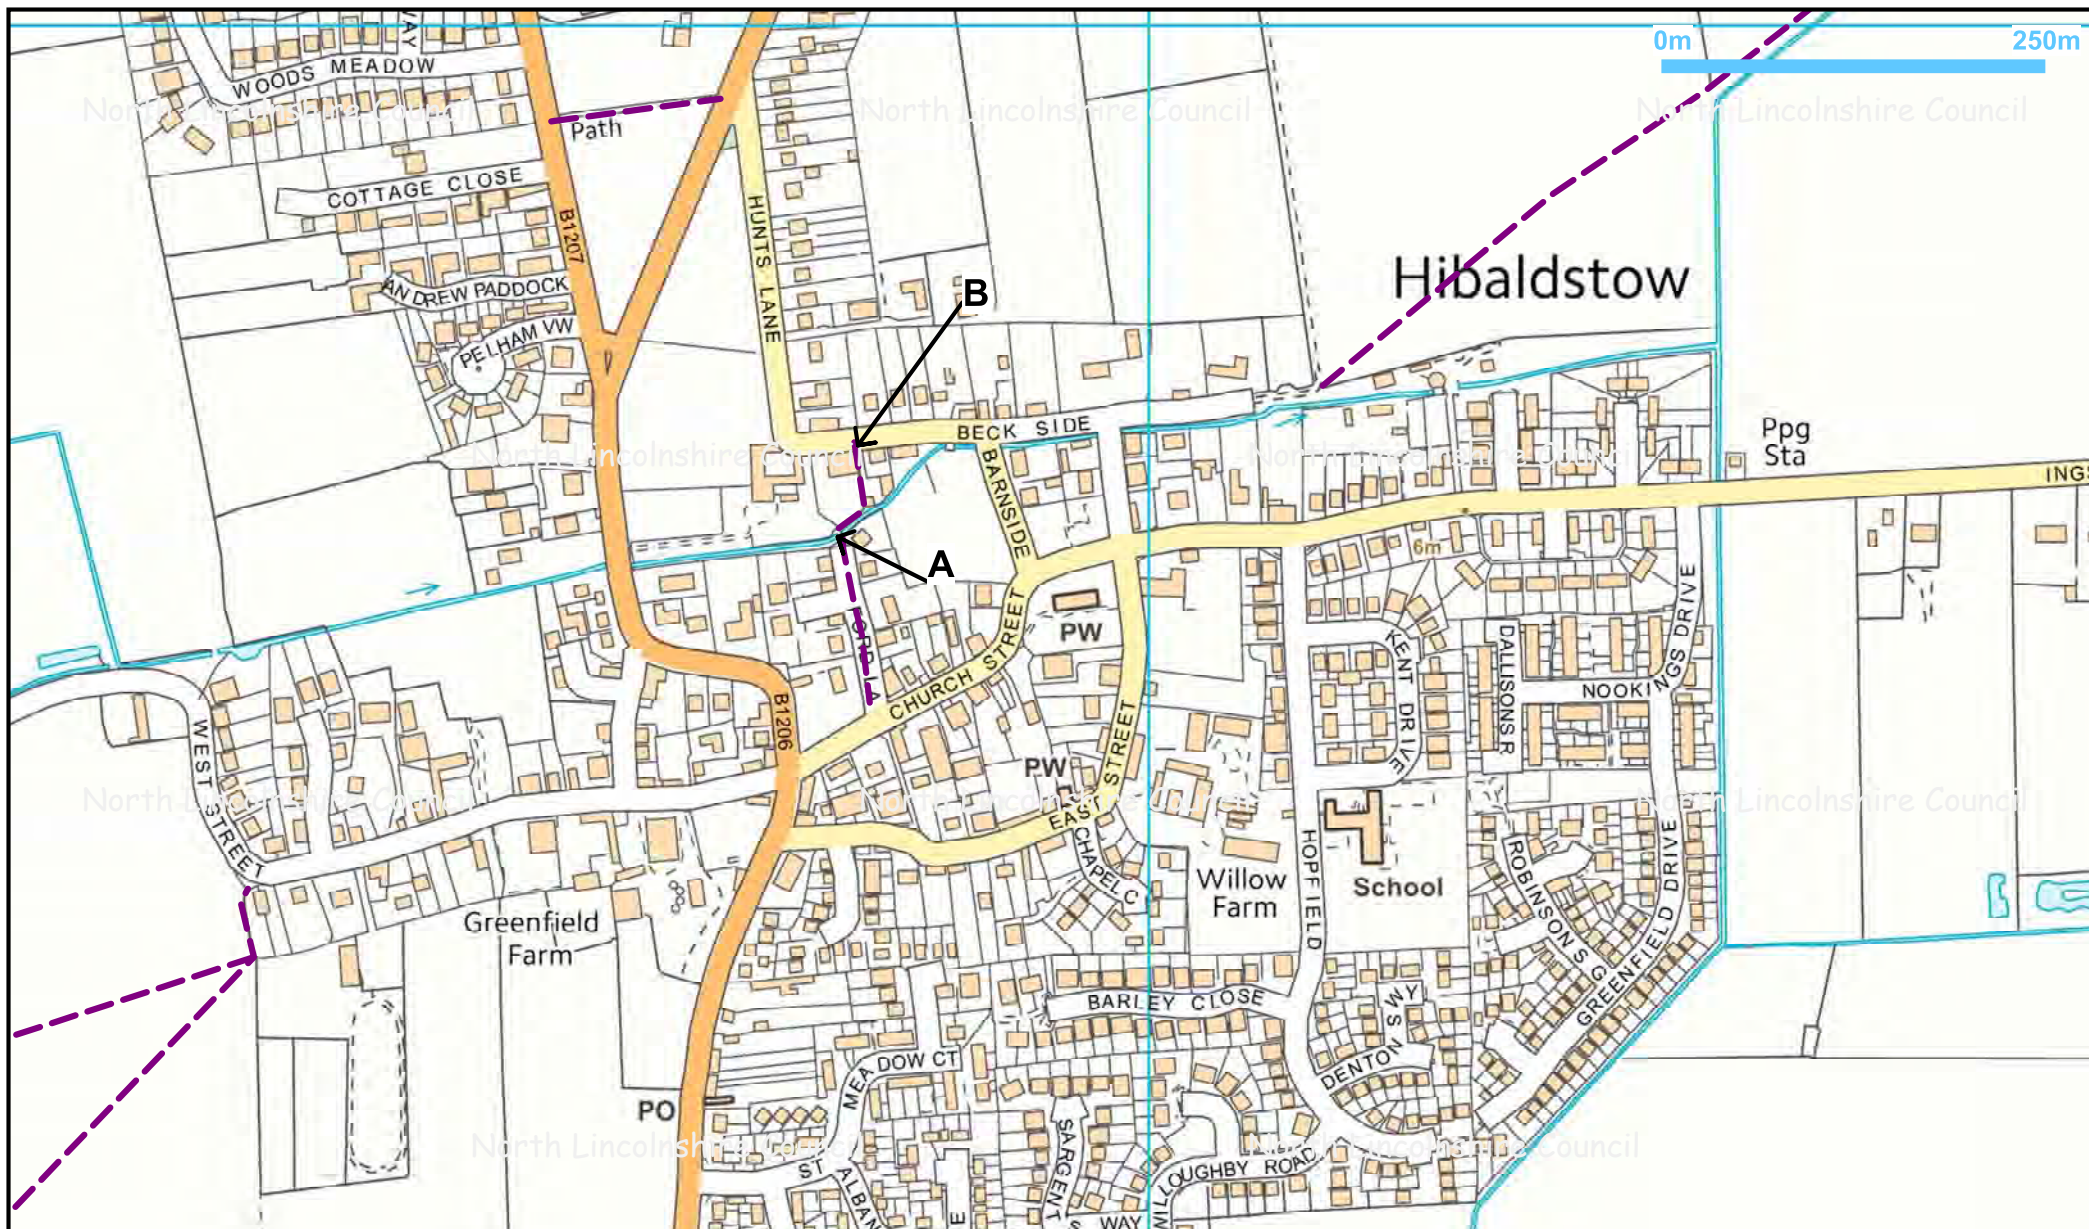 WAY
0m 250m
WOODS MEADOW
North Lincolnshire Council North Lincolnshire Council North Lincolnshire Council
Path
COTTAGE CLOSE
B1207
HUNTS LANE
Hibaldstow
ANDREW PADDOCK
B
PELHAM VW
BECK SIDE
Ppg
Sta
North Lincolnshire Council North Lincolnshire Council
BARNSIDE
INGS
6m
A
PW
KENT DRIVE
DALLISONS R
NOOKINGS DRIVE
CHURCH STREET
B1206
WEST STREET
PW
EAST STREET
North Lincolnshire Council North Lincolnshire Council North Lincolnshire Council
CHAPEL C
Willow
Farm
HOPFIELD
School
ROBINSONS G
GREENFIELD DRIVE
Greenfield
Farm
BARLEY CLOSE
DENTONS WY
MEADOW CT
PO
North Lincolnshire Council North Lincolnshire Council
SARGENT
ST ALBAN
LLOUGHBY ROAD
S WAY
E